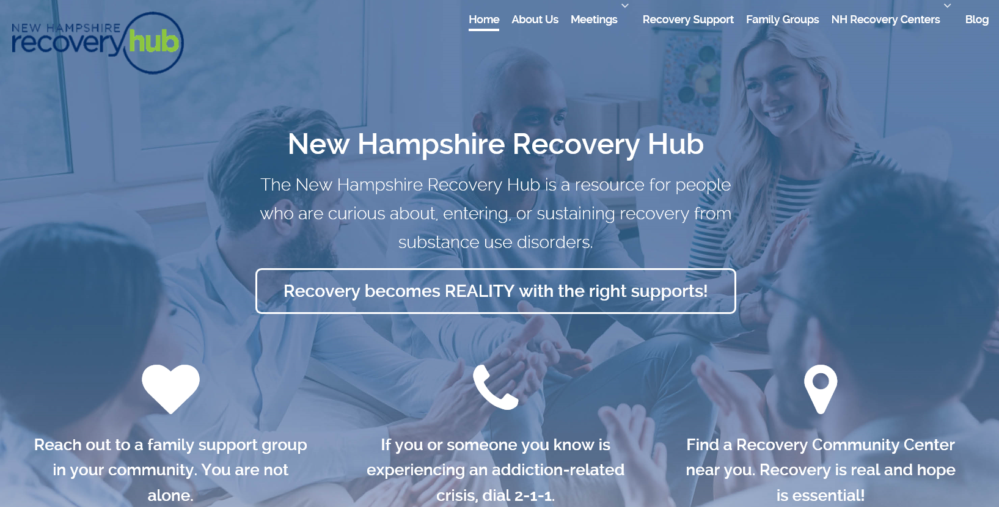 NEW HAMPSHIRE
recovery hub
Home About Us Meetings Recovery Support Family Groups NH Recovery Centers Blog
New Hampshire Recovery Hub
The New Hampshire Recovery Hub is a resource for people
who are curious about, entering, or sustaining recovery from
substance use disorders.
Recovery becomes REALITY with the right supports!
Reach out to a family support group
in your community. You are not
alone.
If you or someone you know is
experiencing an addiction-related
crisis, dial 2-1-1.
Find a Recovery Community Center
near you. Recovery is real and hope
is essential!